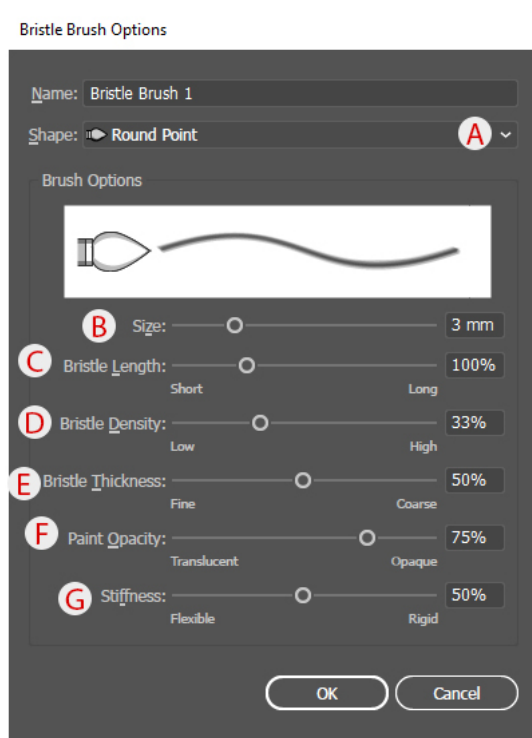 Bristle Brush Options
Name: Bristle Brush 1
Shape: Round Point A
Brush Options
B Size: 3 mm
C Bristle Length: 100%
Short Long
D Bristle Density: 33%
Low High
E Bristle Thickness: 50%
Fine Coarse
F Paint Opacity: 75%
Translucent Opaque
G Stiffness: 50%
Flexible Rigid
OK Cancel